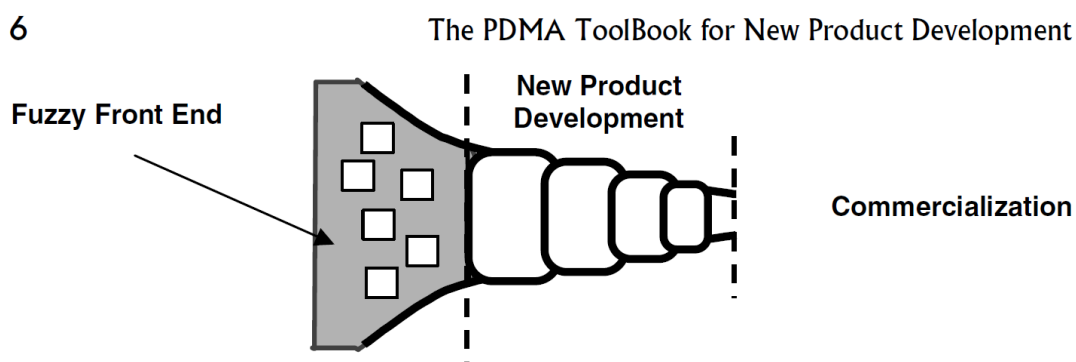 6 The PDMA ToolBook for New Product Development
Fuzzy Front End
New Product
Development
Commercialization